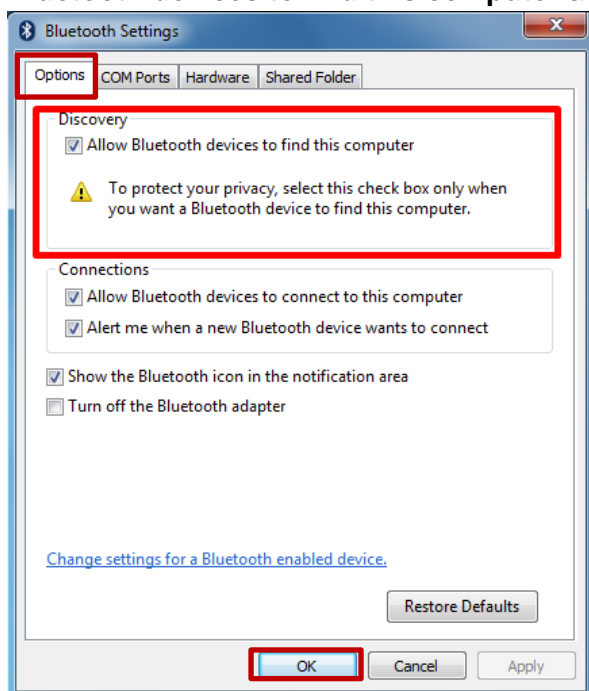 Bluetooth Settings
Options COM Ports Hardware Shared Folder
Discovery
Allow Bluetooth devices to find this computer
To protect your privacy, select this check box only when
you want a Bluetooth device to find this computer.
Connections
Allow Bluetooth devices to connect to this computer
Alert me when a new Bluetooth device wants to connect
Show the Bluetooth icon in the notification area
Turn off the Bluetooth adapter
Change settings for a Bluetooth enabled device.
Restore Defaults
OK Cancel Apply